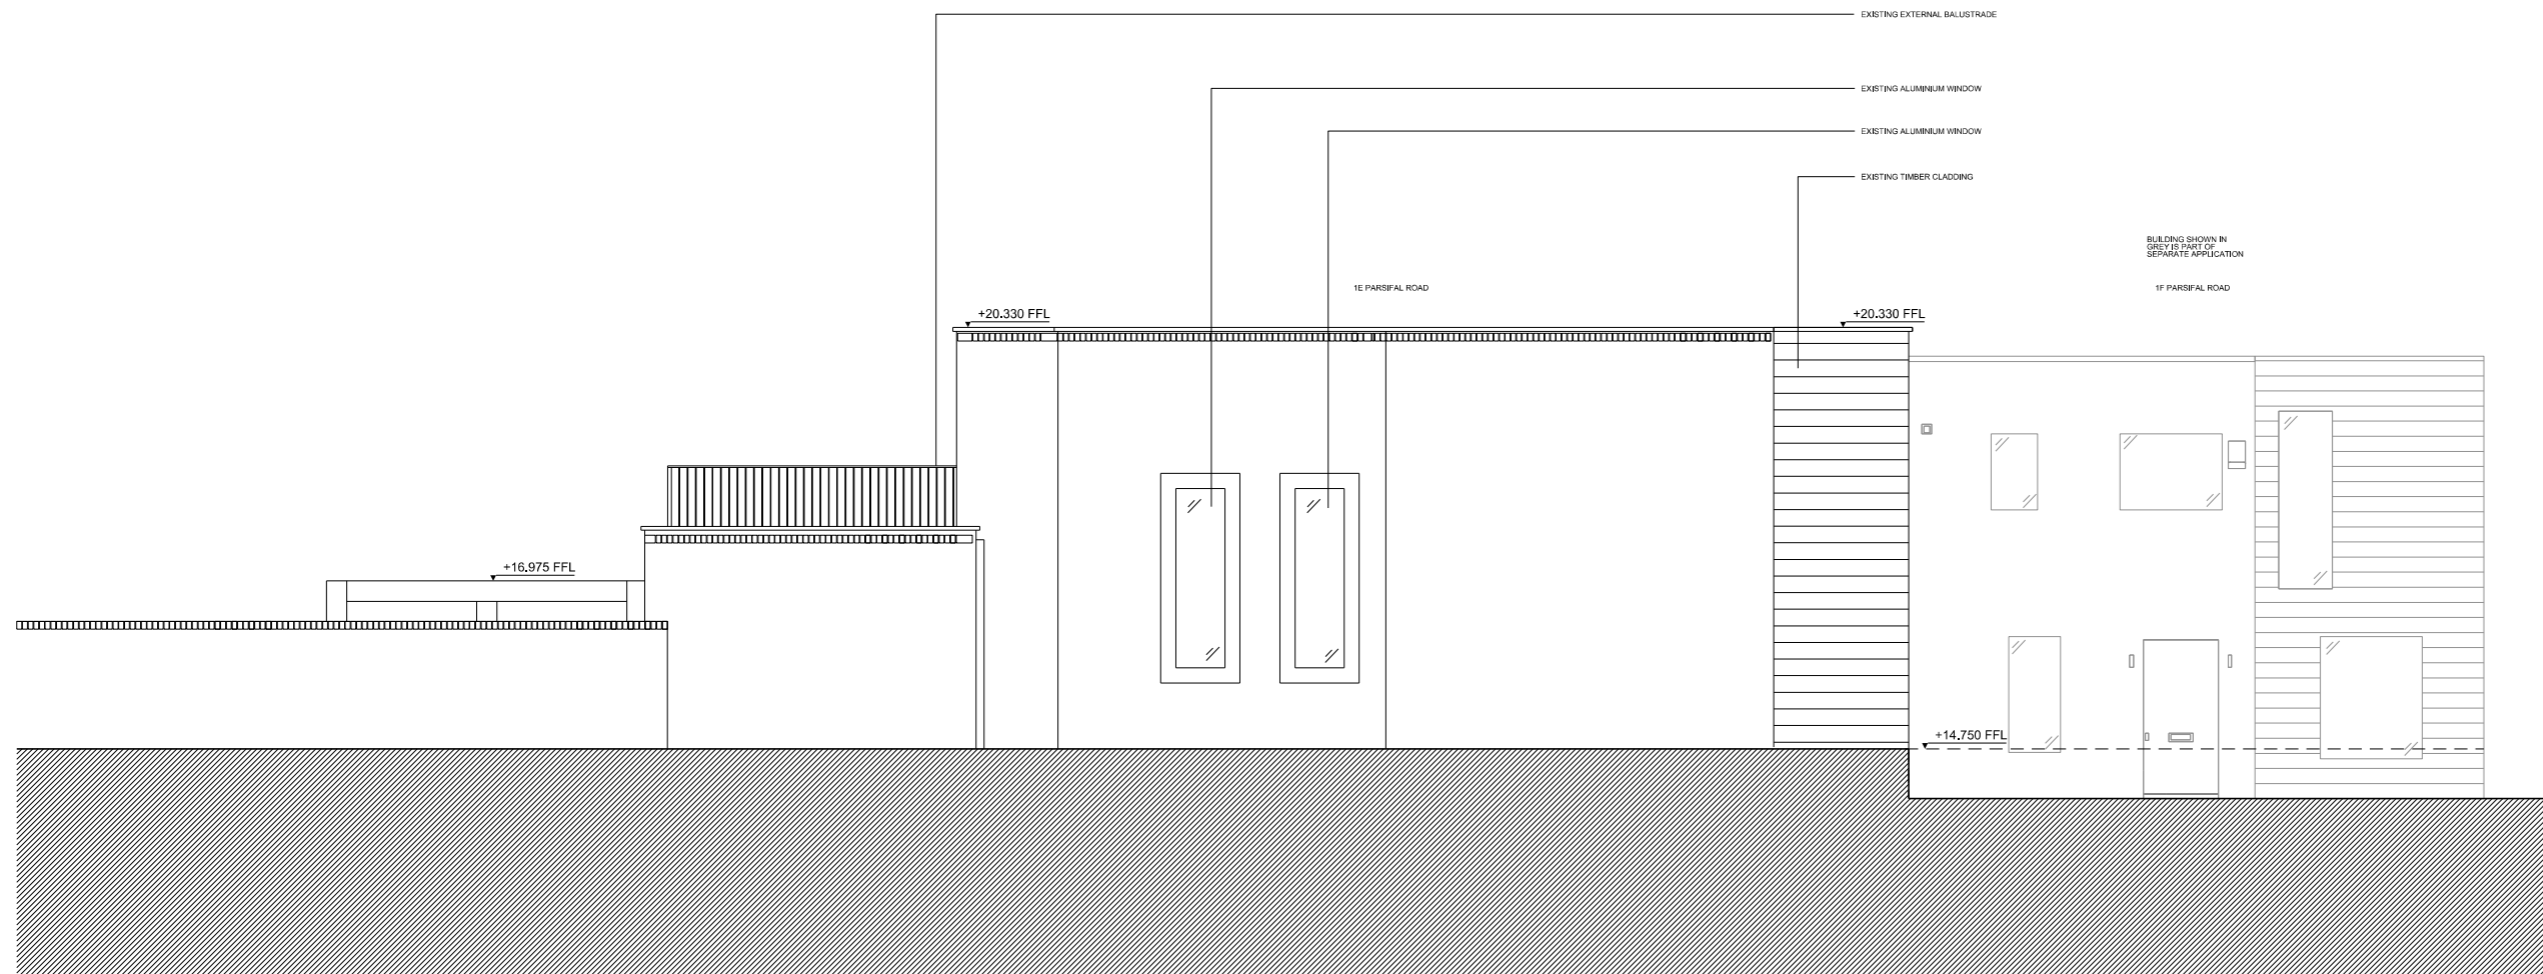 EXISTING EXTERNAL BALUSTRADE
EXISTING ALUMINIUM WINDOW
EXISTING ALUMINIUM WINDOW
EXISTING TIMBER CLADDING
BUILDING SHOWN IN
GREY IS PART OF
SEPARATE APPLICATION
1E PARSIFAL ROAD
1F PARSIFAL ROAD
+20.330 FFL
+20.330 FFL
+16.975 FFL
+14.750 FFL